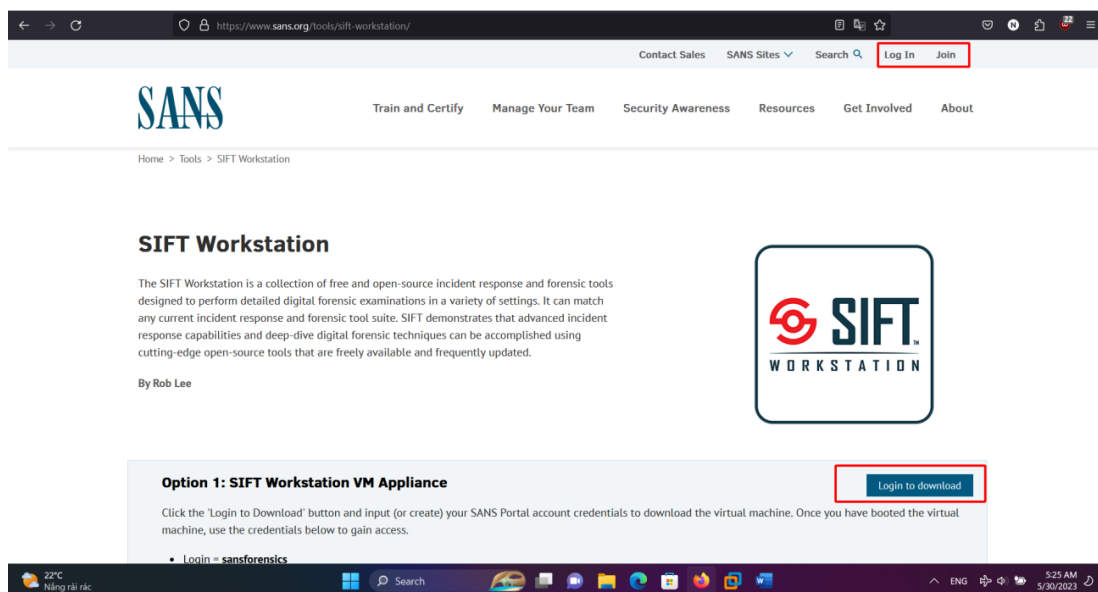 https://www.sans.org/tools/sift-workstation/
N
22
Contact Sales SANS Sites Search Log In Join
SANS
Train and Certify Manage Your Team Security Awareness Resources Get Involved About
Home > Tools > SIFT Workstation
SIFT Workstation
The SIFT Workstation is a collection of free and open-source incident response and forensic tools
designed to perform detailed digital forensic examinations in a variety of settings. It can match
any current incident response and forensic tool suite. SIFT demonstrates that advanced incident
response capabilities and deep-dive digital forensic techniques can be accomplished using
cutting-edge open-source tools that are freely available and frequently updated.
By Rob Lee
SIFT
WORKSTATION
Option 1: SIFT Workstation VM Appliance
Login to download
Click the 'Login to Download' button and input (or create) your SANS Portal account credentials to download the virtual machine. Once you have booted the virtual
machine, use the credentials below to gain access.
• Login = sansforensics
22°C
Nắng rải rác
Search
ENG
5:25 AM
5/30/2023